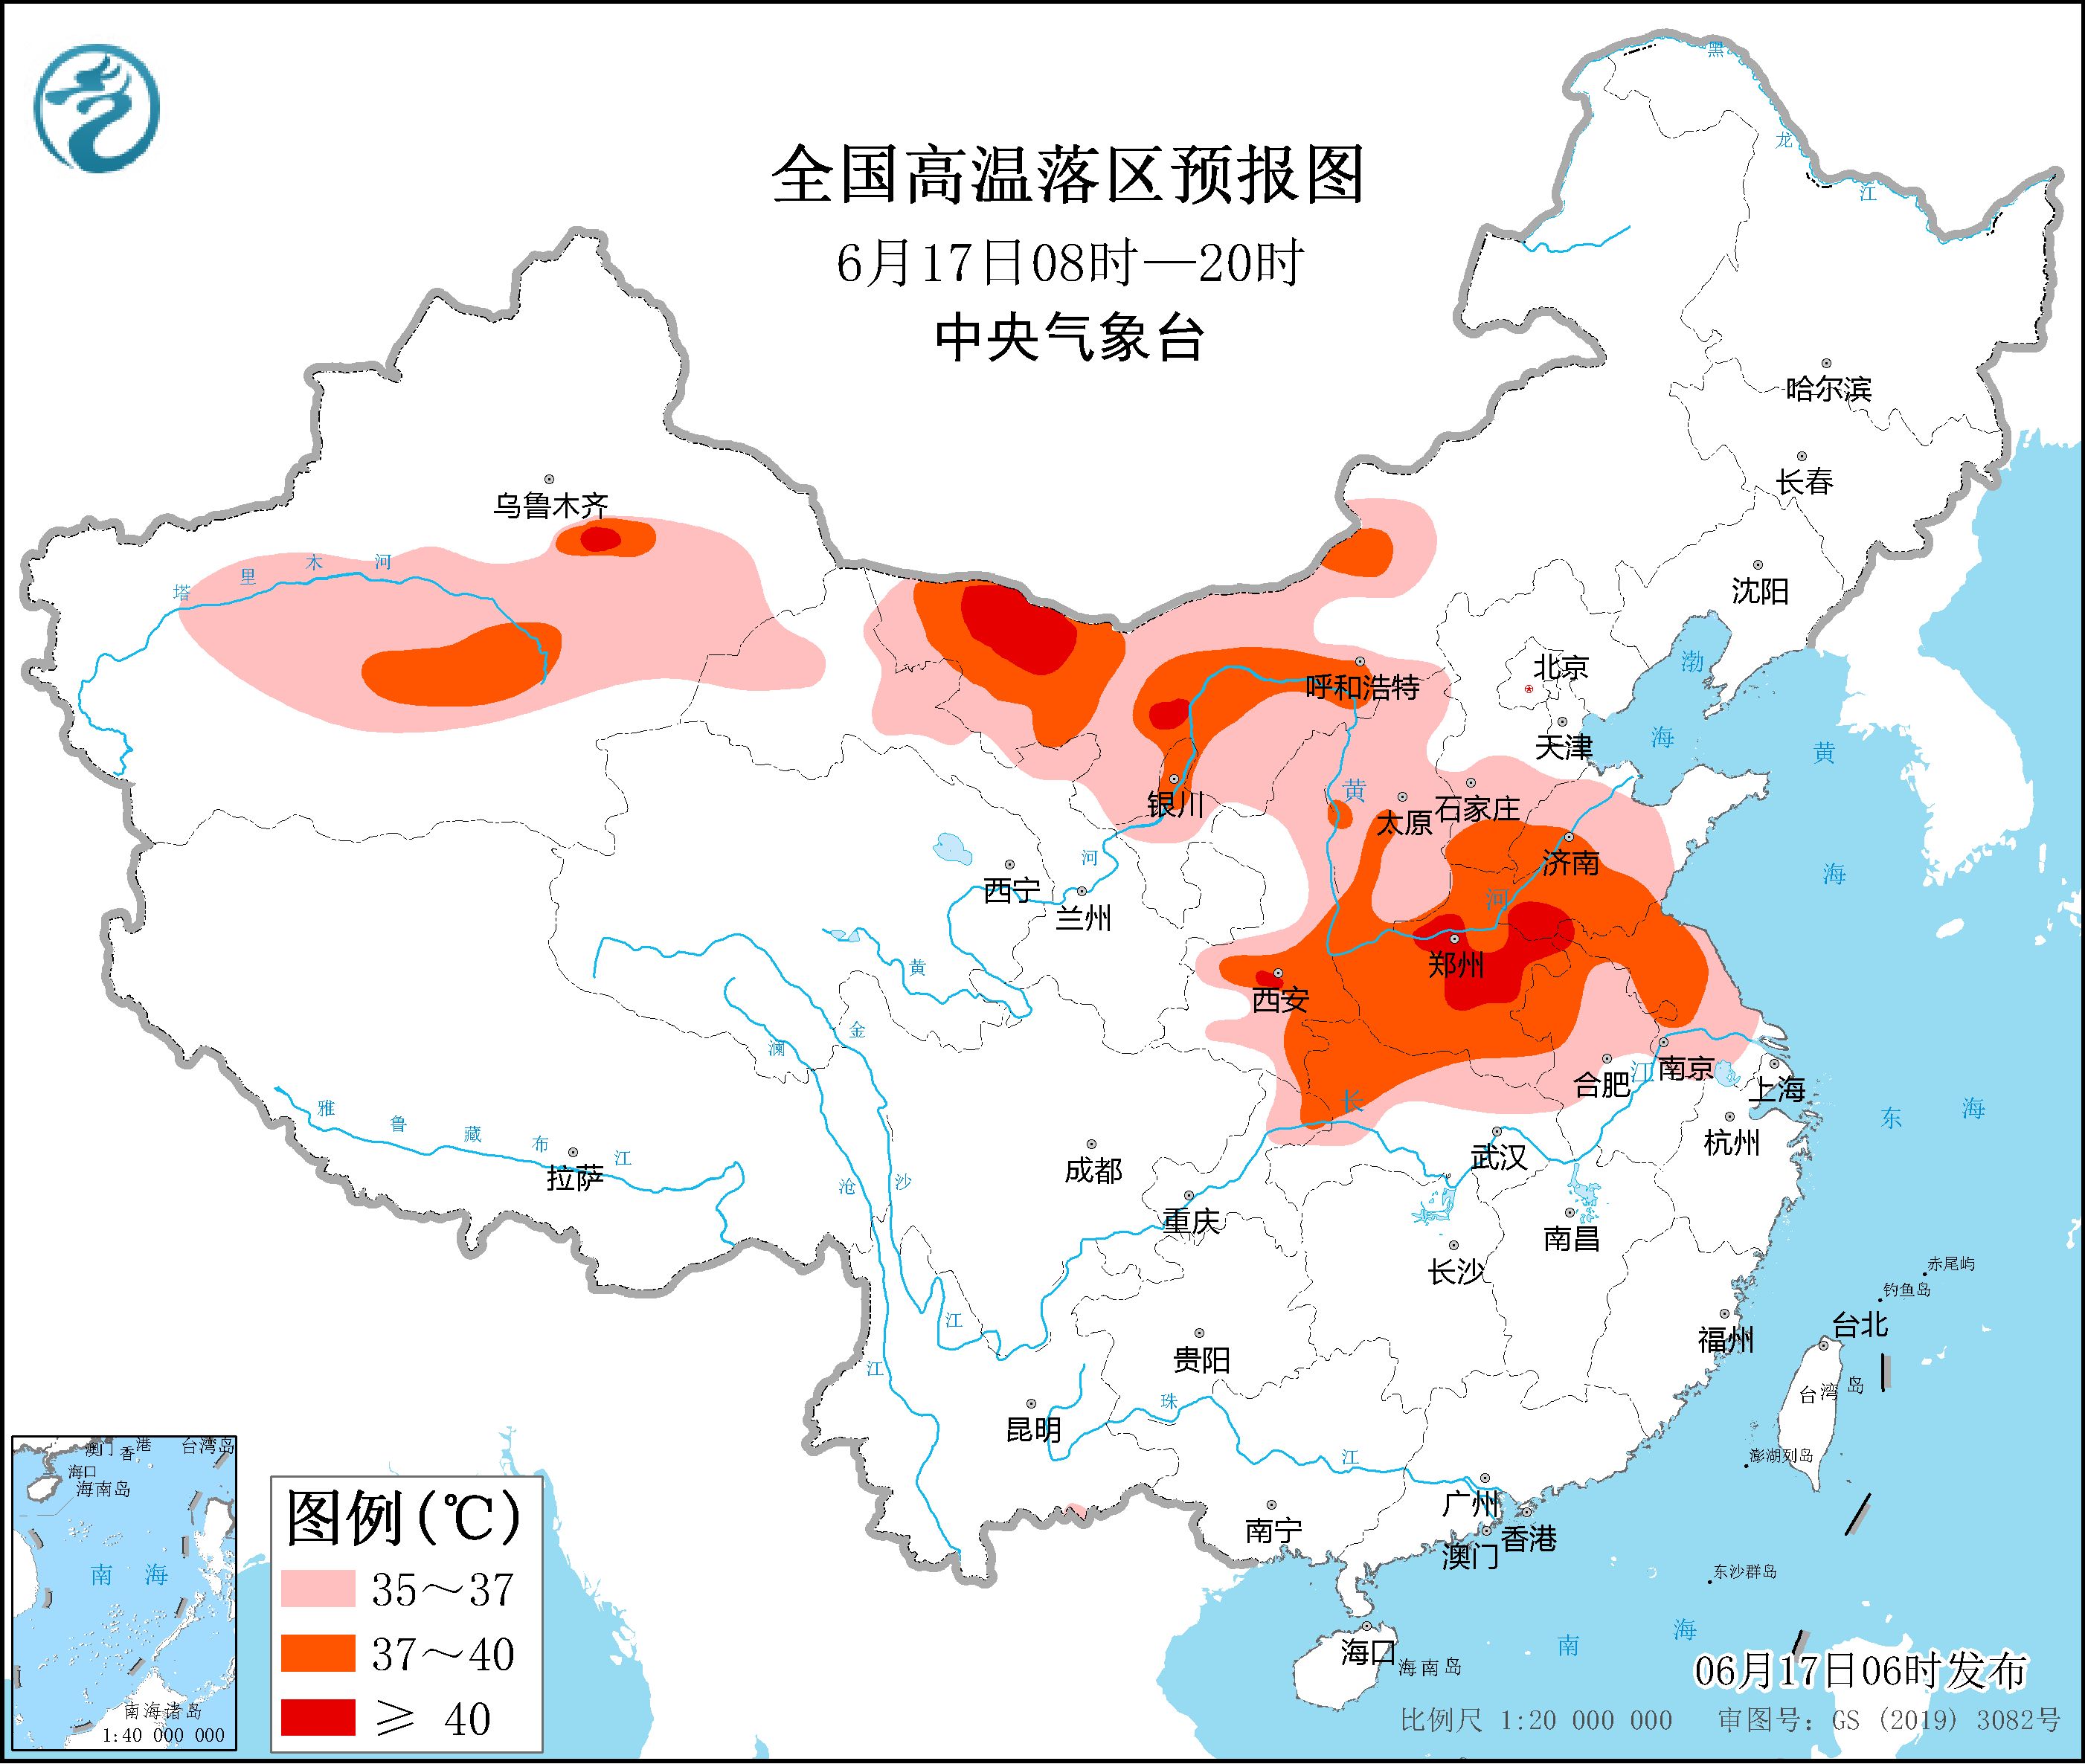 全国高温落区预报图
6月17日08时—20时
中央气象台
黑
龙
江
哈尔滨
长春
沈阳
乌鲁木齐
塔 里 木 河
北京
渤
海
天津
呼和浩特
黄
海
银川
黄
太原
石家庄
济南
河
西宁
兰州
河
郑州
西安
黄
金
澜
南京
合肥
江
上海
长
东 海
雅 鲁 藏 布 江
拉萨
成都
沧
沙
武汉
杭州
重庆
南昌
长沙
赤尾屿
钓鱼岛
台北
福州
江
江
贵阳
台湾岛
昆明
珠
江
澎湖列岛
广州
香港
澳门
南宁
东沙群岛
海口
海南岛
南 海
澳门 香港 台湾岛
海口
海南岛
南 海
南海诸岛
1:40 000 000
图例(℃)
35～37
37～40
≥ 40
06月17日06时发布
比例尺 1:20 000 000 审图号: GS (2019) 3082号